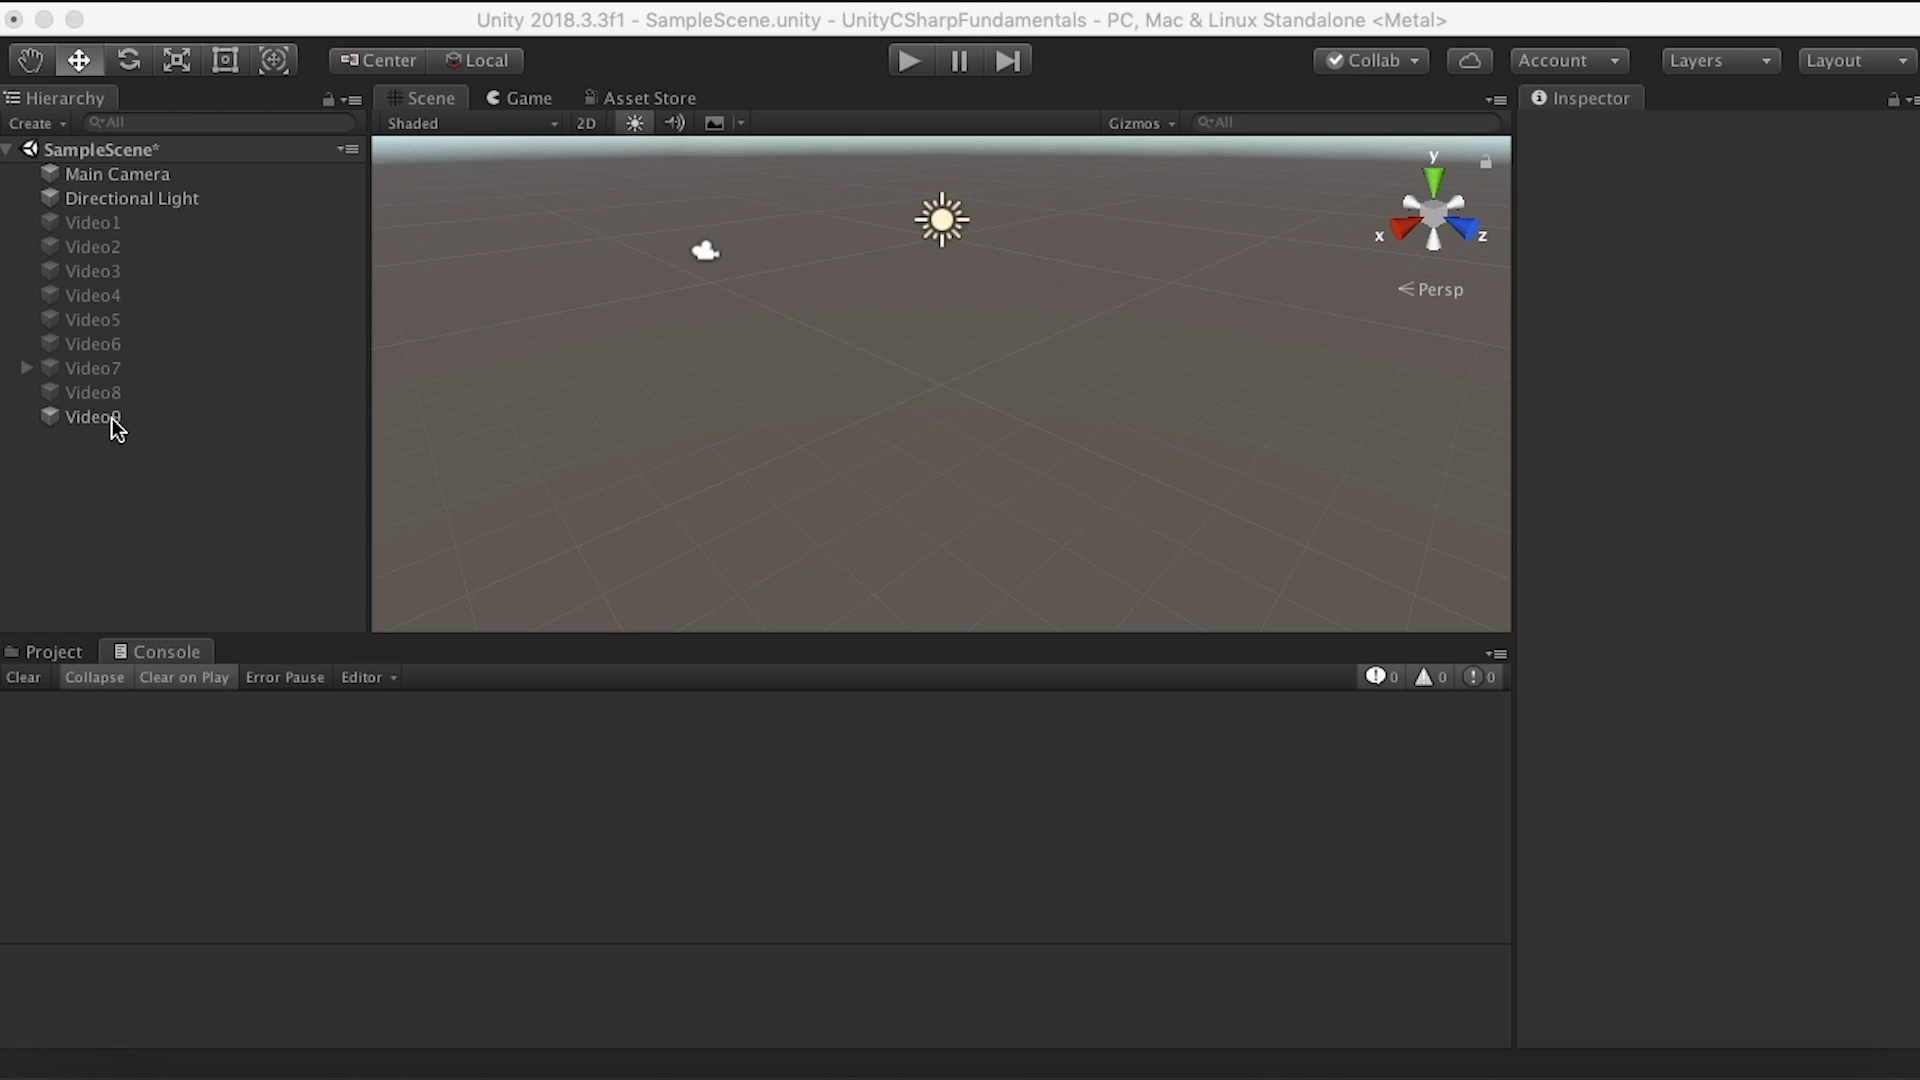 Unity 2018.3.3f1 - SampleScene.unity - UnityCSharpFundamentals - PC, Mac & Linux Standalone <Metal>
Center Local Collab Account Layers Layout
Hierarchy Scene Game Asset Store Inspector
Create All Shaded 2D Gizmos All
SampleScene*
Main Camera
Directional Light
Video1
Video2
Video3
Video4
Video5
Video6
Video7
Video8
Video9
y
x z
Persp
Project Console
Clear Collapse Clear on Play Error Pause Editor 0 0 0